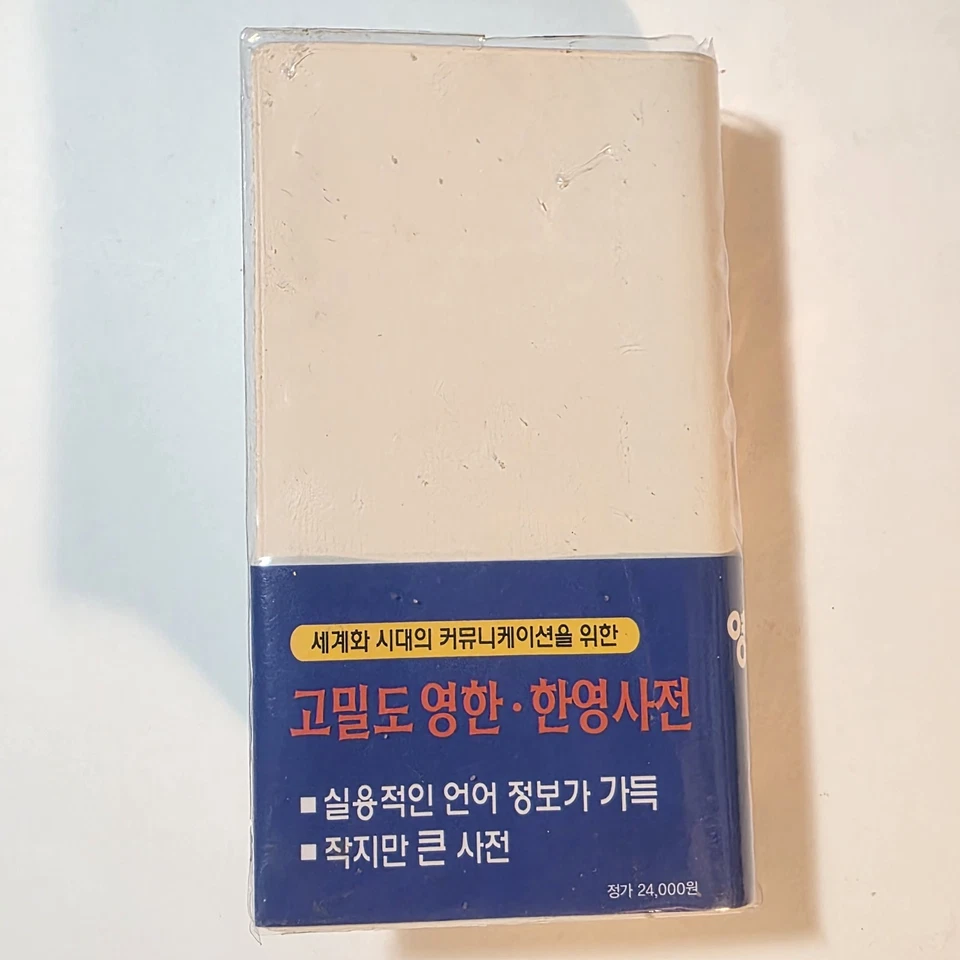 세계화 시대의 커뮤니케이션을 위한
고밀도 영한·한영사전
■ 실용적인 언어 정보가 가득
■ 작지만 큰 사전
정가 24,000원